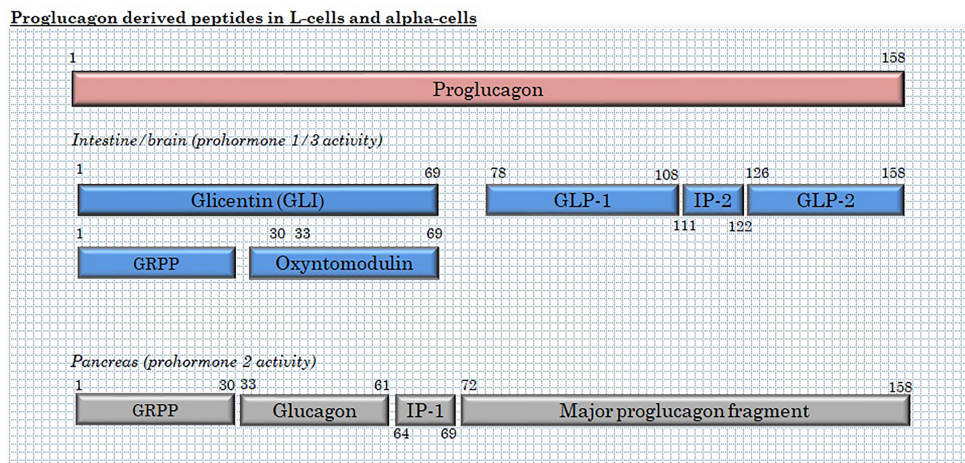 Proglucagon derived peptides in L-cells and alpha-cells
1 158
Proglucagon
Intestine/brain (prohormone 1/3 activity)
1 69 78 108 126 158
Glicentin (GLI) GLP-1 IP-2 GLP-2
111 122
1 30 33 69
GRPP Oxyntomodulin
Pancreas (prohormone 2 activity)
1 30 33 61 72 158
GRPP Glucagon IP-1 Major proglucagon fragment
64 69